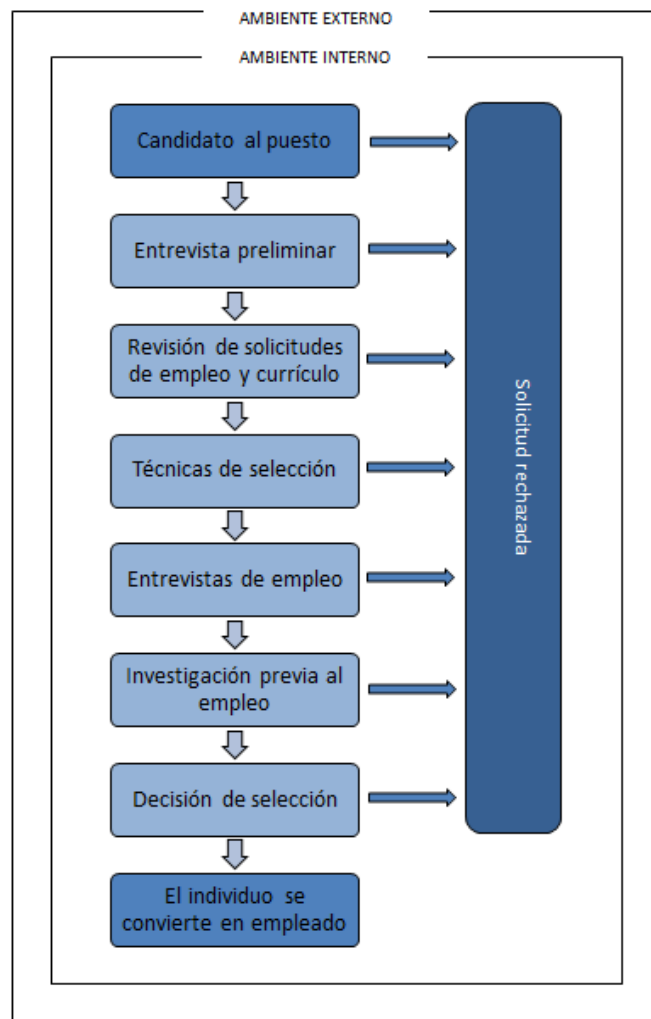 AMBIENTE EXTERNO
AMBIENTE INTERNO
Candidato al puesto
Entrevista preliminar
Revisión de solicitudes
de empleo y currículo
Técnicas de selección
Entrevistas de empleo
Investigación previa al
empleo
Decisión de selección
El individuo se
convierte en empleado
Solicitud rechazada